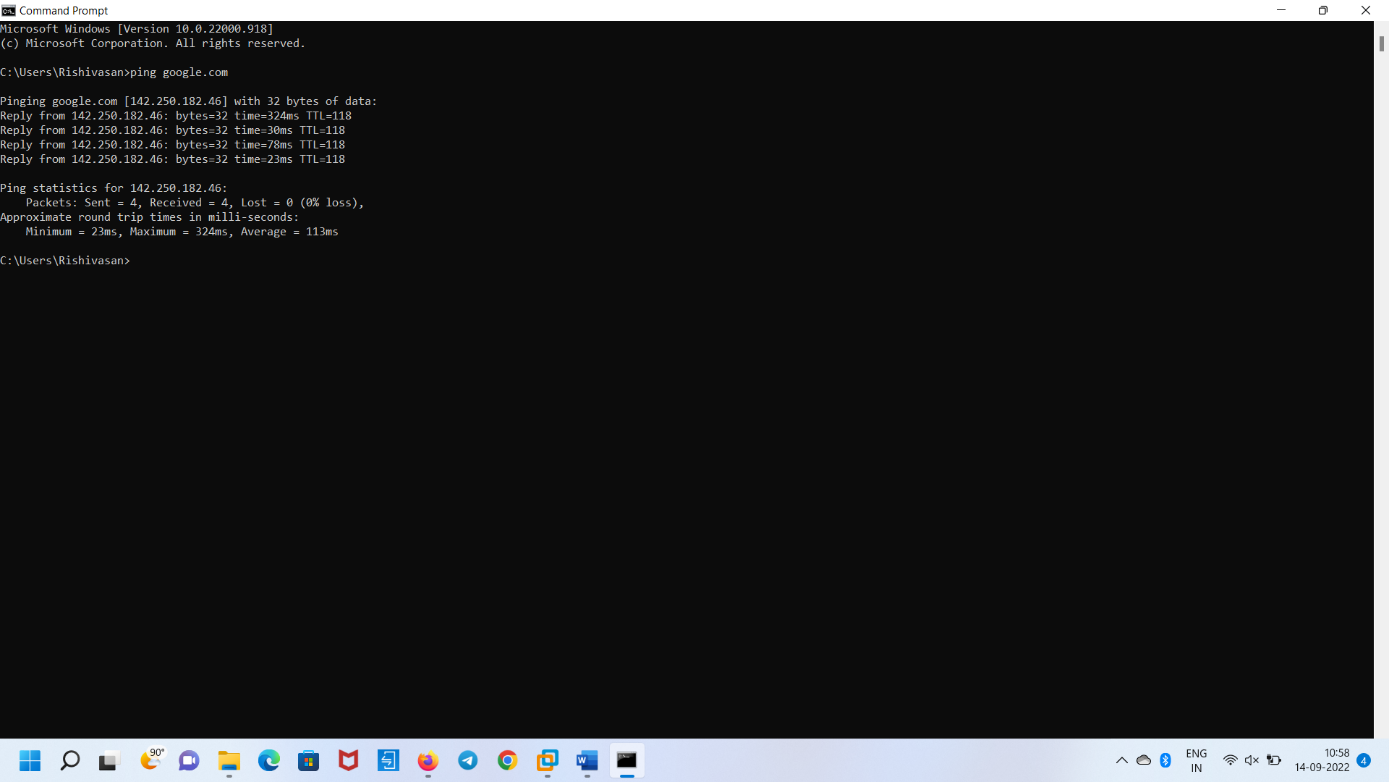 Command Prompt
Microsoft Windows [Version 10.0.22000.918]
(c) Microsoft Corporation. All rights reserved.
C:\Users\Rishivasan>ping google.com
Pinging google.com [142.250.182.46] with 32 bytes of data:
Reply from 142.250.182.46: bytes=32 time=324ms TTL=118
Reply from 142.250.182.46: bytes=32 time=30ms TTL=118
Reply from 142.250.182.46: bytes=32 time=78ms TTL=118
Reply from 142.250.182.46: bytes=32 time=23ms TTL=118
Ping statistics for 142.250.182.46:
    Packets: Sent = 4, Received = 4, Lost = 0 (0% loss),
Approximate round trip times in milli-seconds:
    Minimum = 23ms, Maximum = 324ms, Average = 113ms
C:\Users\Rishivasan>
90°
ENG
IN
10:58
14-09-2022
4